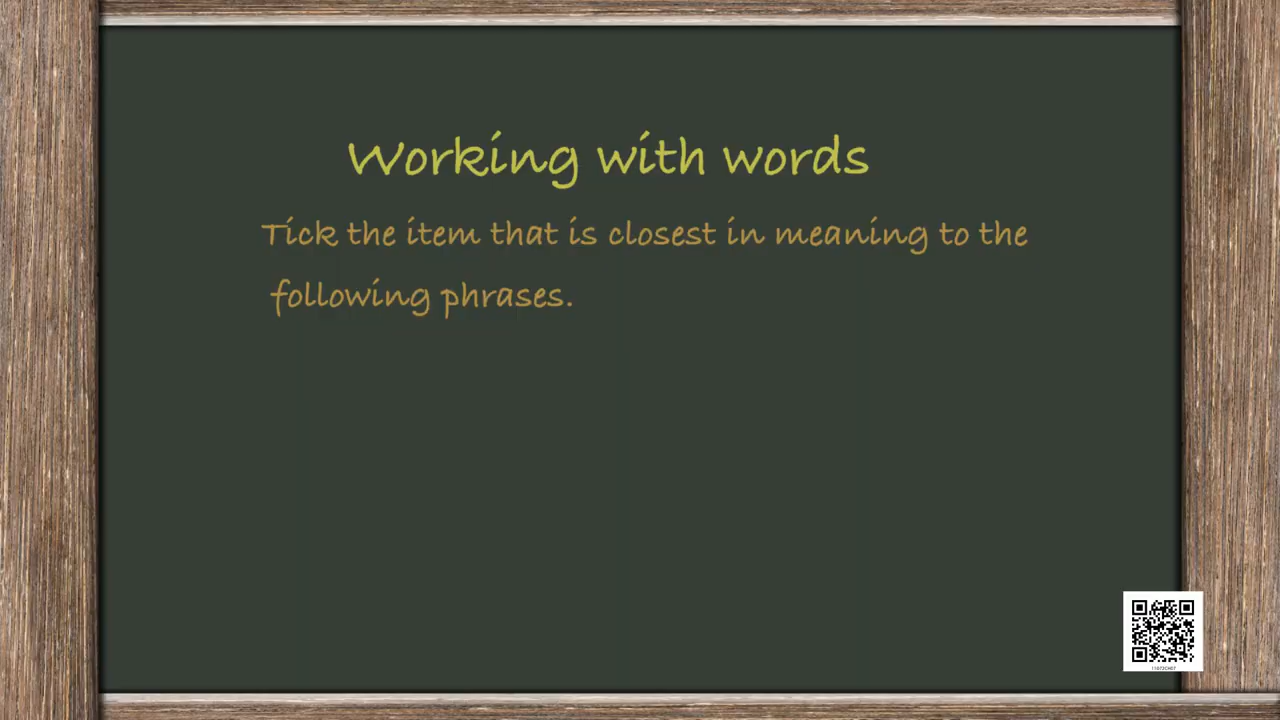 Working with words
Tick the item that is closest in meaning to the
following phrases.